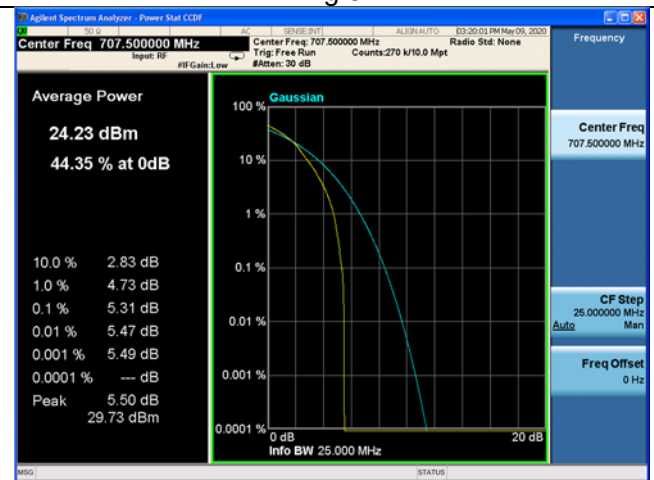 Agilent Spectrum Analyzer - Power Stat CCDF
50 Ω AC SENSE:INT ALIGN AUTO 03:20:01 PM May 09, 2020
Center Freq 707.500000 MHz
Input: RF
#IFGain:Low
Center Freq: 707.500000 MHz Radio Std: None
Trig: Free Run Counts:270 k/10.0 Mpt
#Atten: 30 dB
Frequency
Average Power
24.23 dBm
44.35 % at 0dB
10.0 % 2.83 dB
1.0 % 4.73 dB
0.1 % 5.31 dB
0.01 % 5.47 dB
0.001 % 5.49 dB
0.0001 % --- dB
Peak 5.50 dB
29.73 dBm
Gaussian
100 %
10 %
1 %
0.1 %
0.01 %
0.001 %
0.0001 %
0 dB 20 dB
Info BW 25.000 MHz
Center Freq
707.500000 MHz
CF Step
25.000000 MHz
Auto Man
Freq Offset
0 Hz
MSG STATUS